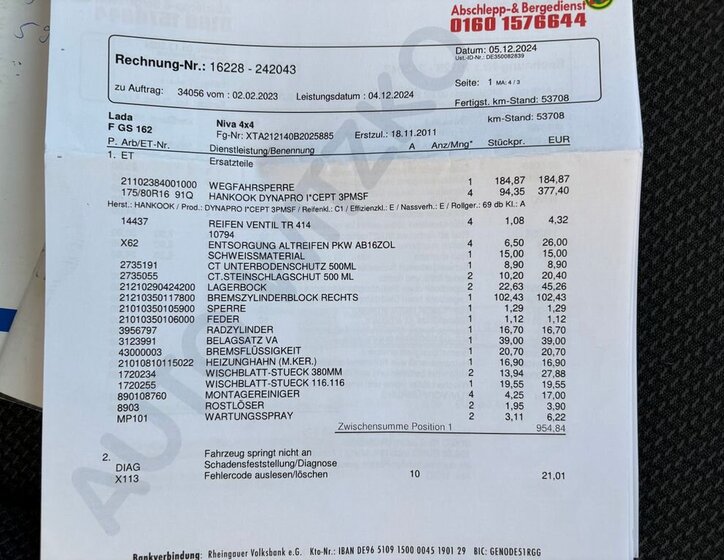 Abschlepp- & Bergedienst
0160 1576644
Datum: 05.12.2024
Ust.-ID-Nr.: DE350082839
Rechnung-Nr.: 16228 - 242043
Seite: 1 MA: 4 / 3
zu Auftrag: 34056 vom : 02.02.2023 Leistungsdatum : 04.12.2024
Fertigst. km-Stand: 53708
Lada Niva 4x4 km-Stand: 53708
F GS 162 Fg-Nr: XTA212140B2025885 Erstzul.: 18.11.2011
P. Arb/ET-Nr. Dienstleistung/Benennung A Anz/Mng* Stückpr. EUR
1. ET Ersatzteile
21102384001000 WEGFAHRSPERRE 1 184,87 184,87
175/80R16 91Q HANKOOK DYNAPRO I*CEPT 3PMSF 4 94,35 377,40
Herst.: HANKOOK / Prod.: DYNAPRO I*CEPT 3PMSF / Reifenkl.: C1 / Effizienzkl.: E / Nassverh.: E / Rollger.: 69 db Kl.: A
14437 REIFEN VENTIL TR 414 4 1,08 4,32
10794
X62 ENTSORGUNG ALTREIFEN PKW AB16ZOL 4 6,50 26,00
SCHWEISSMATERIAL 1 15,00 15,00
2735191 CT UNTERBODENSCHUTZ 500ML 1 8,90 8,90
2735055 CT.STEINSCHLAGSCHUT 500 ML 2 10,20 20,40
21210290424200 LAGERBOCK 2 22,63 45,26
21210350117800 BREMSZYLINDERBLOCK RECHTS 1 102,43 102,43
21010350105900 SPERRE 1 1,29 1,29
21010350106000 FEDER 1 1,12 1,12
3956797 RADZYLINDER 1 16,70 16,70
3123991 BELAGSATZ VA 1 39,00 39,00
43000003 BREMSFLÜSSIGKEIT 1 20,70 20,70
21010810115022 HEIZUNGHAHN (M.KER.) 1 16,90 16,90
1720234 WISCHBLATT-STUECK 380MM 2 13,94 27,88
1720255 WISCHBLATT-STUECK 116.116 1 19,55 19,55
890108760 MONTAGEREINIGER 4 4,25 17,00
8903 ROSTLÖSER 2 1,95 3,90
MP101 WARTUNGSSPRAY 2 3,11 6,22
Zwischensumme Position 1 954,84
2. Fahrzeug springt nicht an
DIAG Schadensfeststellung/Diagnose
X113 Fehlercode auslesen/löschen 10 21,01
Bankverbindung: Rheingauer Volksbank e.G. Kto-Nr.: IBAN DE96 5109 1500 0045 1901 29 BIC: GENODE51RGG